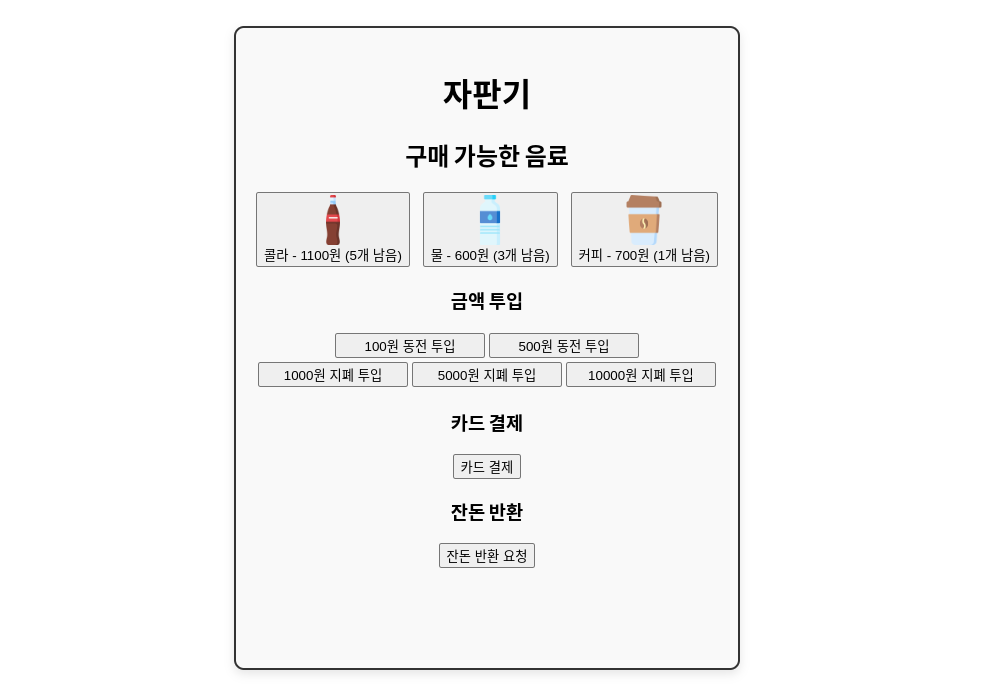 자판기
구매 가능한 음료
콜라 - 1100원 (5개 남음) 물 - 600원 (3개 남음) 커피 - 700원 (1개 남음)
금액 투입
100원 동전 투입 500원 동전 투입
1000원 지폐 투입 5000원 지폐 투입 10000원 지폐 투입
카드 결제
카드 결제
잔돈 반환
잔돈 반환 요청